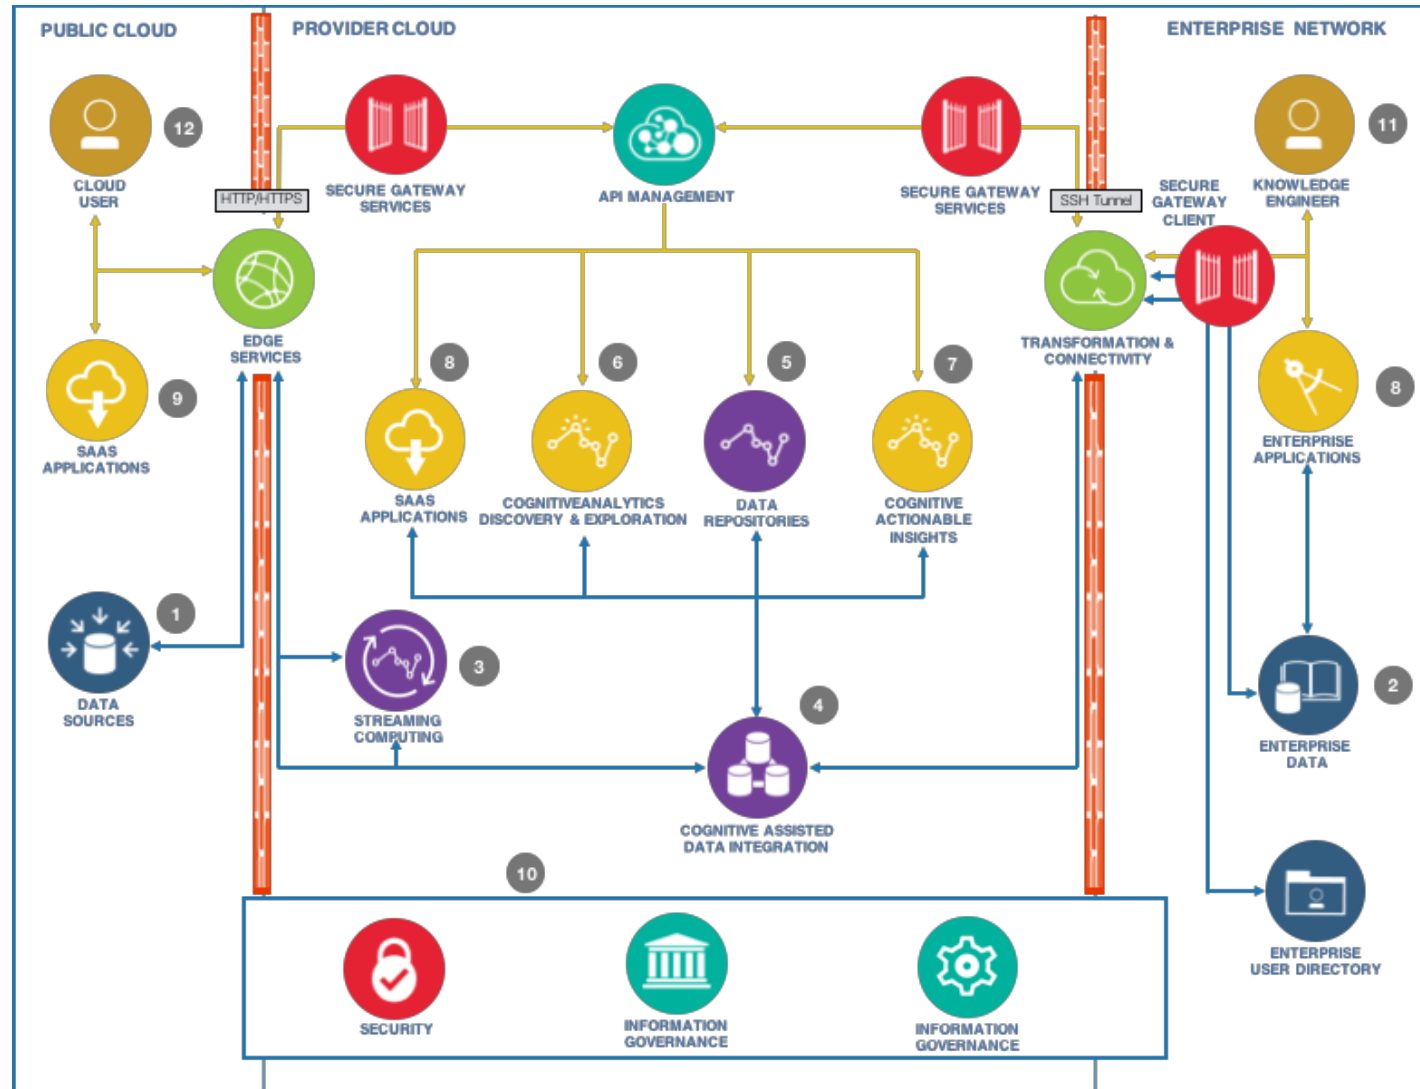 PUBLIC CLOUD
PROVIDER CLOUD
ENTERPRISE NETWORK
12
11
CLOUD
USER
SECURE GATEWAY
SERVICES
API MANAGEMENT
SECURE GATEWAY
SERVICES
SECURE
GATEWAY
CLIENT
KNOWLEDGE
ENGINEER
HTTP/HTTPS
SSH Tunnel
EDGE
SERVICES
TRANSFORMATION &
CONNECTIVITY
8
6
5
7
9
8
SAAS
APPLICATIONS
ENTERPRISE
APPLICATIONS
SAAS
APPLICATIONS
COGNITIVEANALYTICS
DISCOVERY & EXPLORATION
DATA
REPOSITORIES
COGNITIVE
ACTIONABLE
INSIGHTS
1
3
2
4
DATA
SOURCES
STREAMING
COMPUTING
ENTERPRISE
DATA
COGNITIVE ASSISTED
DATA INTEGRATION
10
ENTERPRISE
USER DIRECTORY
SECURITY
INFORMATION
GOVERNANCE
INFORMATION
GOVERNANCE